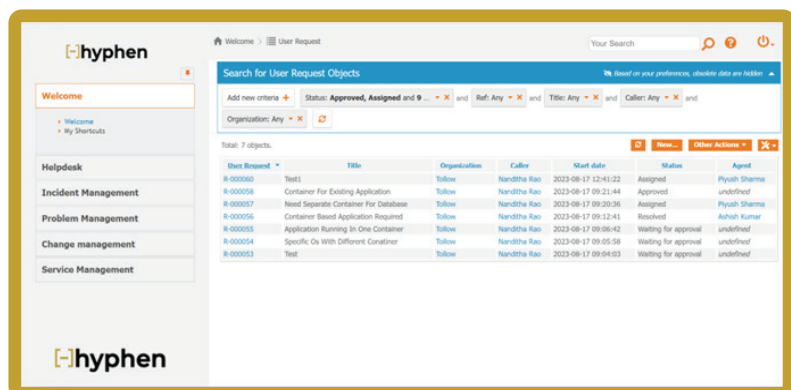 [-]hyphen
Welcome > User Request
Your Search
Search for User Request Objects
Based on your preferences, obsolete data are hidden
Welcome
Welcome
My Shortcuts
Helpdesk
Incident Management
Problem Management
Change management
Service Management
[-]hyphen
Add new criteria + Status: Approved, Assigned and 9 ... × and Ref: Any × and Title: Any × and Caller: Any × and
Organization: Any ×
Total: 7 objects.
New... Other Actions
User Request Title Organization Caller Start date Status Agent
R-000060 Test1 Tollow Nanditha Rao 2023-08-17 12:41:22 Assigned Piyush Sharma
R-000058 Container For Existing Application Tollow Nanditha Rao 2023-08-17 09:21:44 Approved undefined
R-000057 Need Separate Container For Database Tollow Nanditha Rao 2023-08-17 09:20:36 Assigned Piyush Sharma
R-000056 Container Based Application Required Tollow Nanditha Rao 2023-08-17 09:12:41 Resolved Ashish Kumar
R-000055 Application Running In One Container Tollow Nanditha Rao 2023-08-17 09:06:42 Waiting for approval undefined
R-000054 Specific Os With Different Conatiner Tollow Nanditha Rao 2023-08-17 09:05:58 Waiting for approval undefined
R-000053 Test Tollow Nanditha Rao 2023-08-17 09:04:03 Waiting for approval undefined